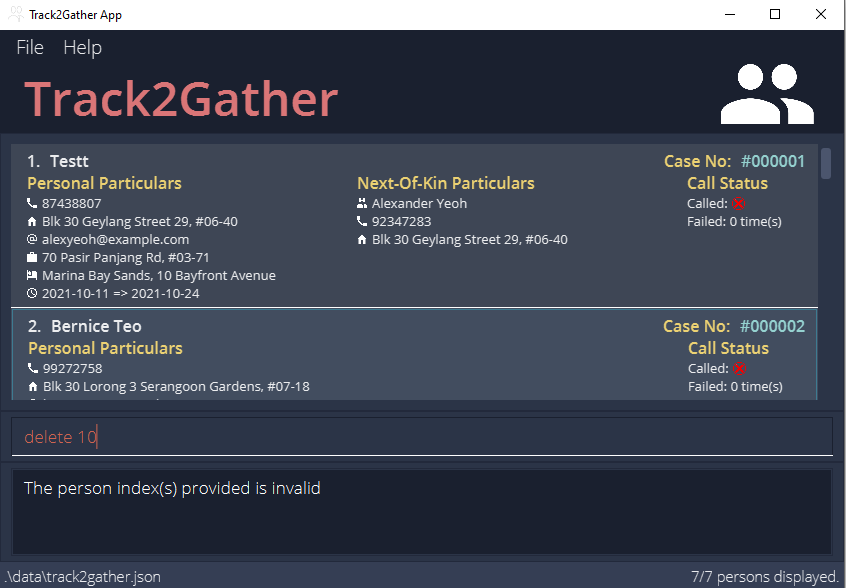 Track2Gather App
File Help
Track2Gather
1. Testt Case No: #000001
Personal Particulars Next-Of-Kin Particulars Call Status
87438807 Alexander Yeoh Called:
Blk 30 Geylang Street 29, #06-40 92347283 Failed: 0 time(s)
@ alexyeoh@example.com Blk 30 Geylang Street 29, #06-40
70 Pasir Panjang Rd, #03-71
Marina Bay Sands, 10 Bayfront Avenue
2021-10-11 => 2021-10-24
2. Bernice Teo Case No: #000002
Personal Particulars Call Status
99272758 Called:
Blk 30 Lorong 3 Serangoon Gardens, #07-18 Failed: 0 time(s)
delete 10
The person index(s) provided is invalid
.\data\track2gather.json 7/7 persons displayed.